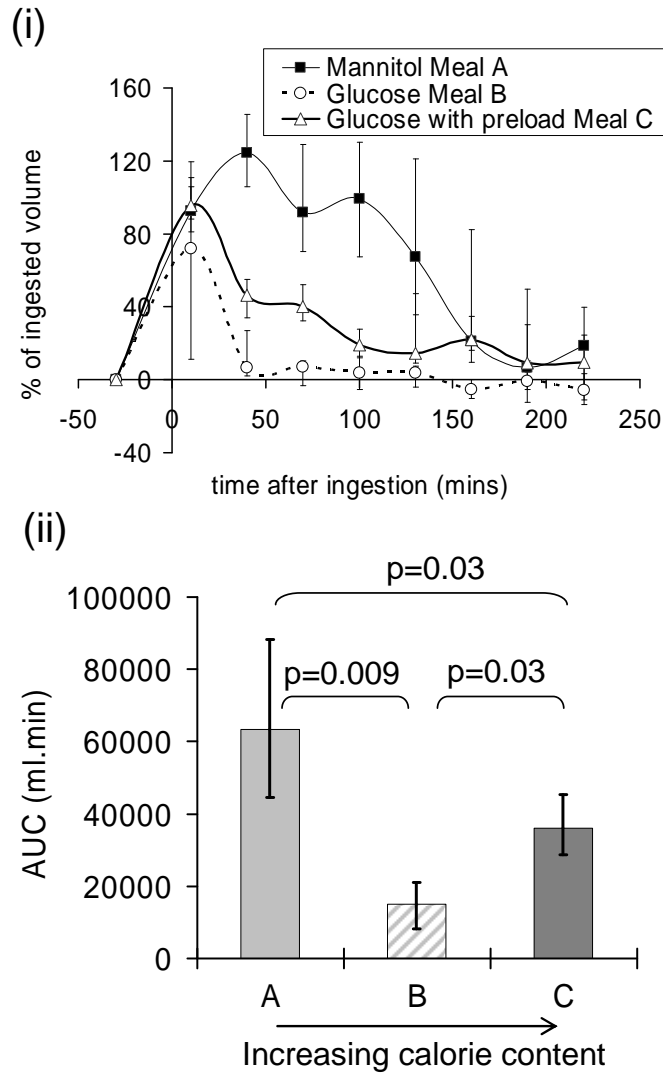 (i)
Mannitol Meal A
Glucose Meal B
Glucose with preload Meal C
160
120
80
40
0
-40
% of ingested volume
-50 0 50 100 150 200 250
time after ingestion (mins)
(ii)
p=0.03
p=0.009 p=0.03
100000
80000
60000
40000
20000
0
AUC (ml.min)
A B C
Increasing calorie content